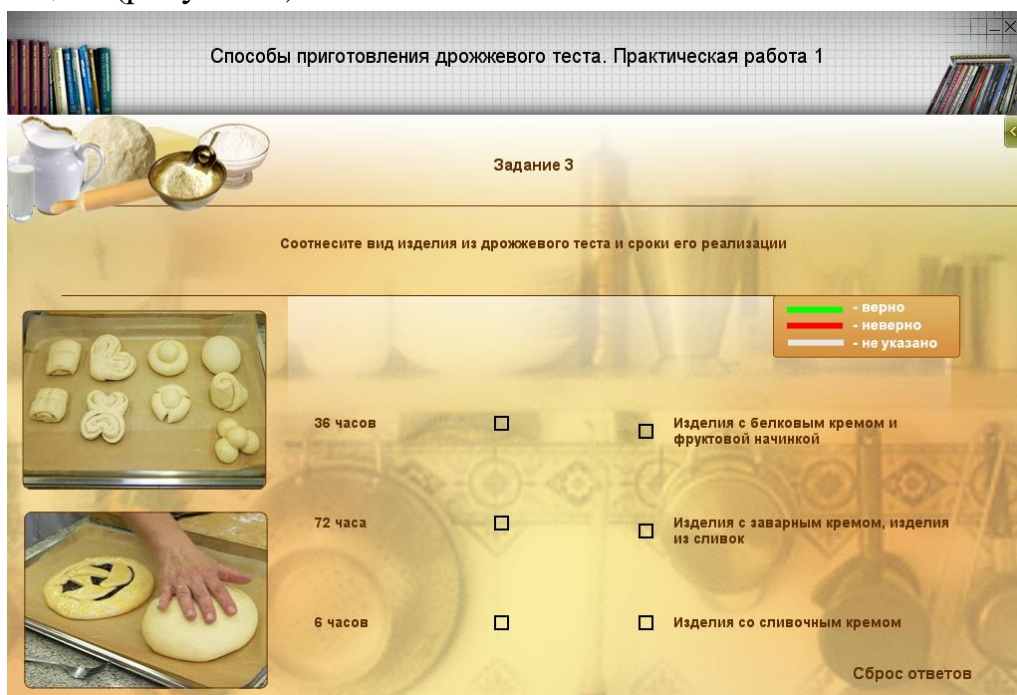 Способы приготовления дрожжевого теста. Практическая работа 1
Задание 3
Соотнесите вид изделия из дрожжевого теста и сроки его реализации
- верно
- неверно
- не указано
36 часов
Изделия с белковым кремом и
фруктовой начинкой
72 часа
Изделия с заварным кремом, изделия
из сливок
6 часов
Изделия со сливочным кремом
Сброс ответов